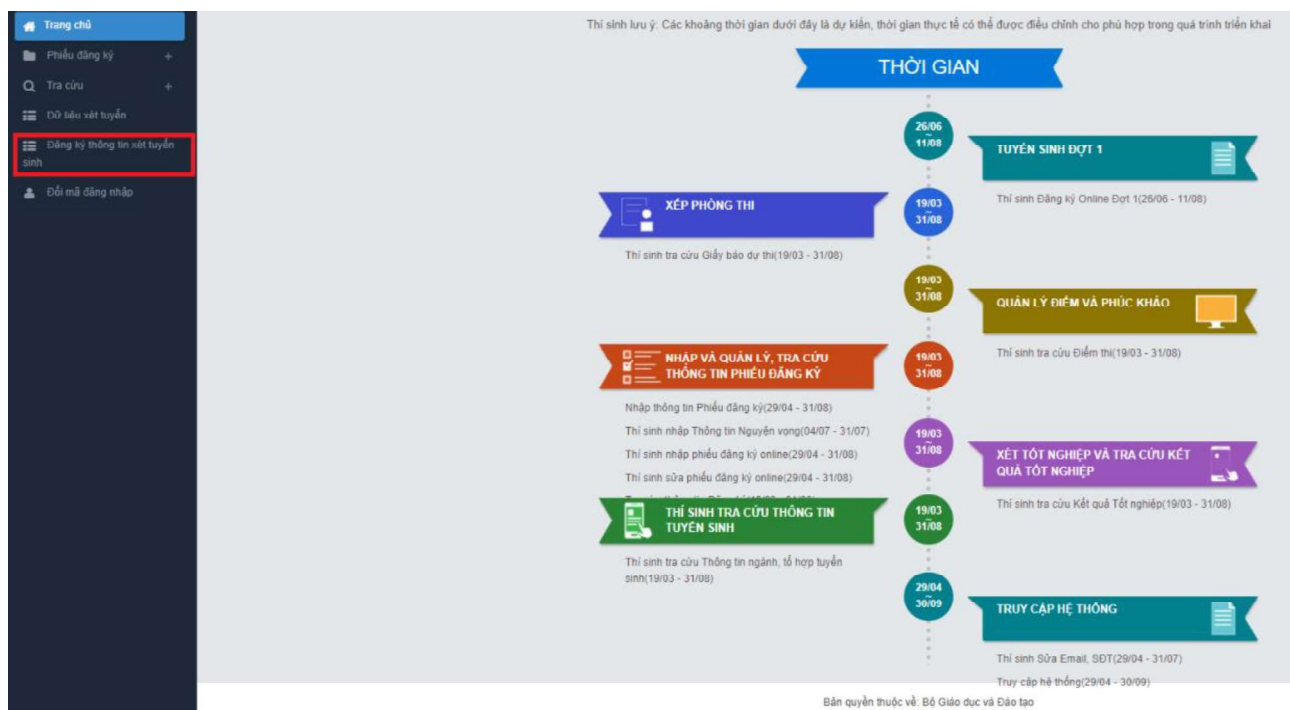 Trang chủ
Phiếu đăng ký +
Tra cứu +
Dữ liệu xét tuyển
Đăng ký thông tin xét tuyển
sinh
Đổi mã đăng nhập
Thí sinh lưu ý: Các khoảng thời gian dưới đây là dự kiến, thời gian thực tế có thể được điều chỉnh cho phù hợp trong quá trình triển khai
THỜI GIAN
26/06
~
11/08
TUYỂN SINH ĐỢT 1
Thí sinh Đăng ký Online Đợt 1(26/06 - 11/08)
XẾP PHÒNG THI
19/03
~
31/08
Thí sinh tra cứu Giấy báo dự thi(19/03 - 31/08)
19/03
~
31/08
QUẢN LÝ ĐIỂM VÀ PHÚC KHẢO
Thí sinh tra cứu Điểm thi(19/03 - 31/08)
NHẬP VÀ QUẢN LÝ, TRA CỨU
THÔNG TIN PHIẾU ĐĂNG KÝ
19/03
~
31/08
Nhập thông tin Phiếu đăng ký(29/04 - 31/08)
Thí sinh nhập Thông tin Nguyện vọng(04/07 - 31/07)
Thí sinh nhập phiếu đăng ký online(29/04 - 31/08)
Thí sinh sửa phiếu đăng ký online(29/04 - 31/08)
19/03
~
31/08
XÉT TỐT NGHIỆP VÀ TRA CỨU KẾT
QUẢ TỐT NGHIỆP
Thí sinh tra cứu Kết quả Tốt nghiệp(19/03 - 31/08)
THÍ SINH TRA CỨU THÔNG TIN
TUYỂN SINH
19/03
~
31/08
Thí sinh tra cứu Thông tin ngành, tổ hợp tuyển
sinh(19/03 - 31/08)
29/04
~
30/09
TRUY CẬP HỆ THỐNG
Thí sinh Sửa Email, SĐT(29/04 - 31/07)
Truy cập hệ thống(29/04 - 30/09)
Bản quyền thuộc về: Bộ Giáo dục và Đào tạo